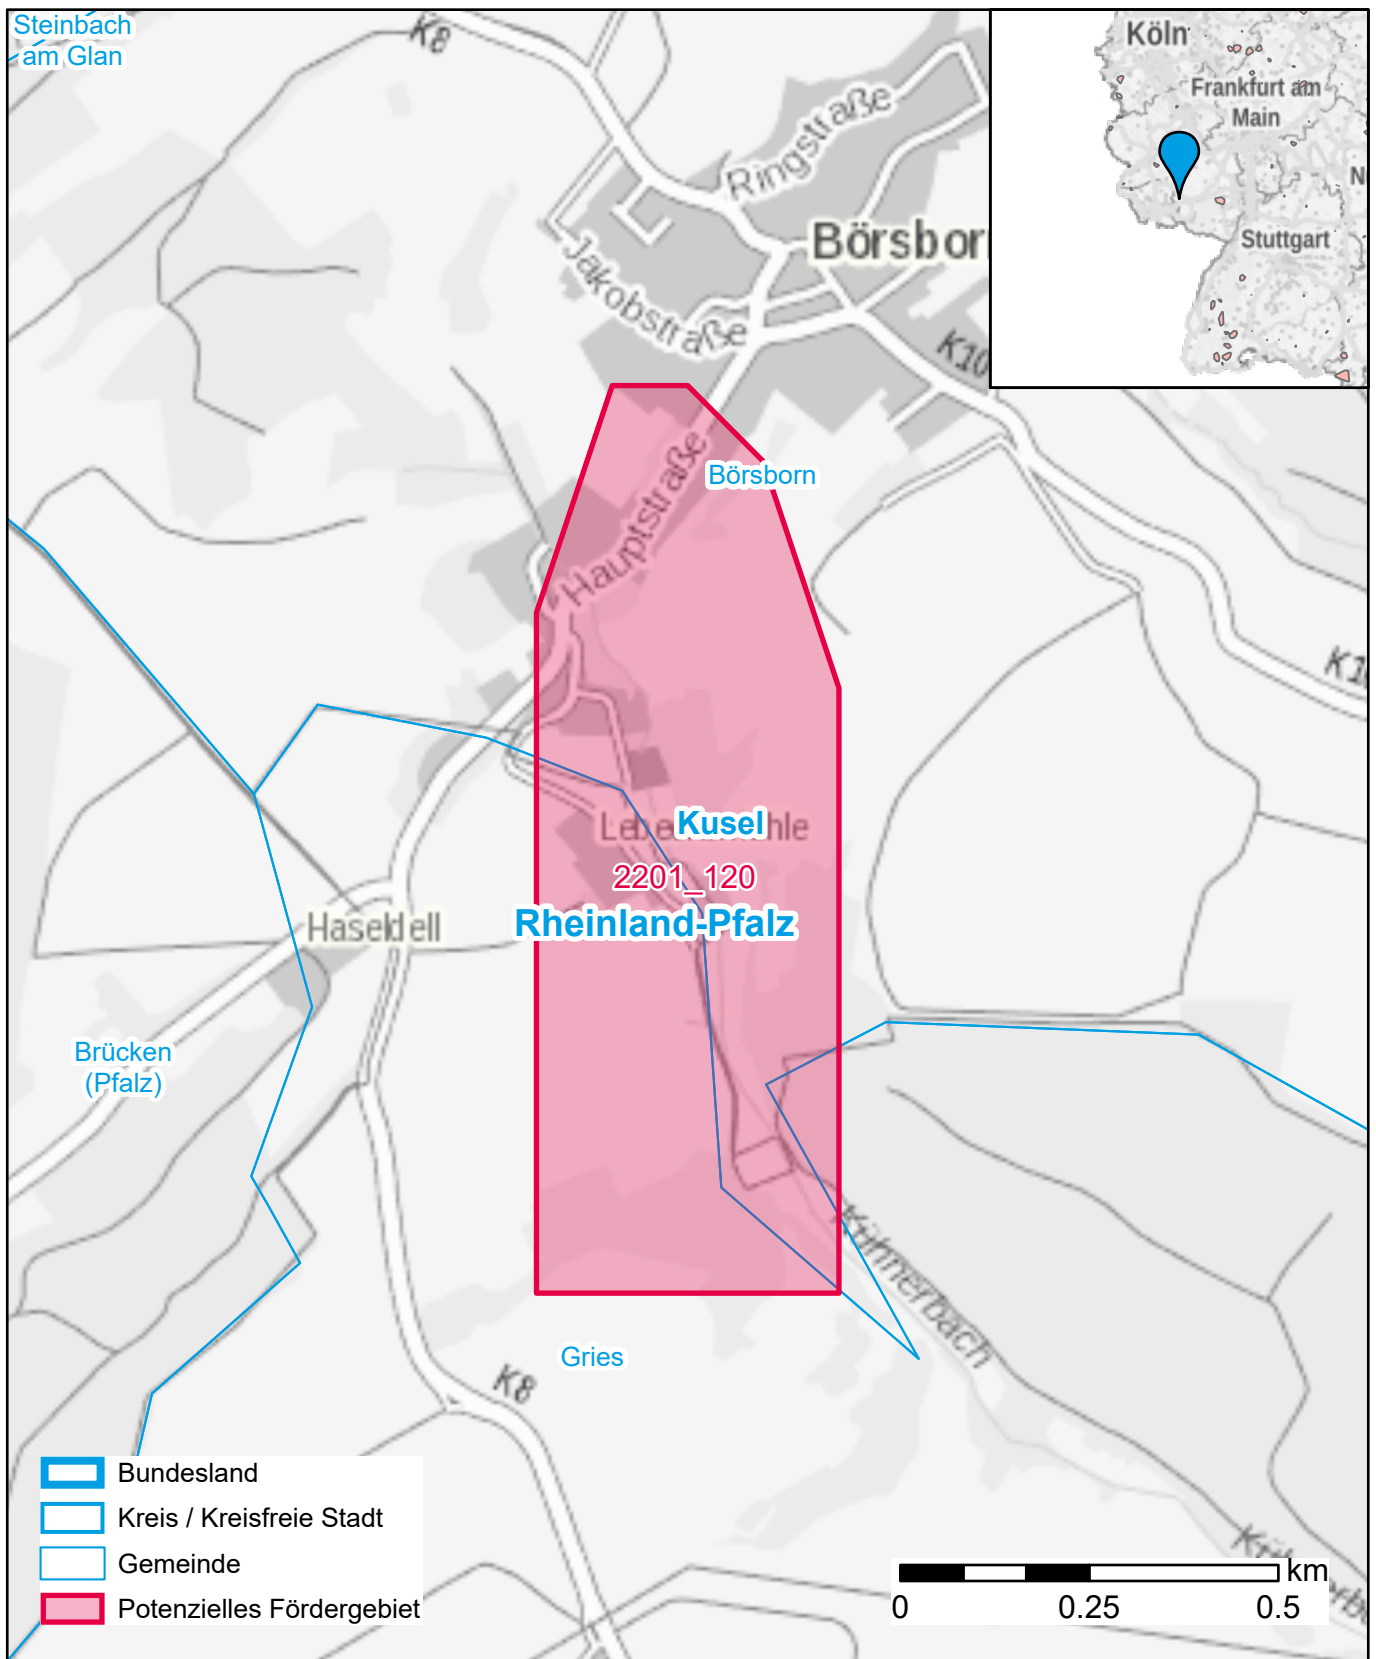 Steinbach
am Glan
K8
Ringstraße
Börsborn
Jakobstraße
K10
Köln
Frankfurt am
Main
Stuttgart
Hauptstraße
Börsborn
Kusel
2201_120
Rheinland-Pfalz
Haseldell
Brücken
(Pfalz)
Kühnerbach
Gries
K8
Bundesland
Kreis / Kreisfreie Stadt
Gemeinde
Potenzielles Fördergebiet
km
0
0.25
0.5